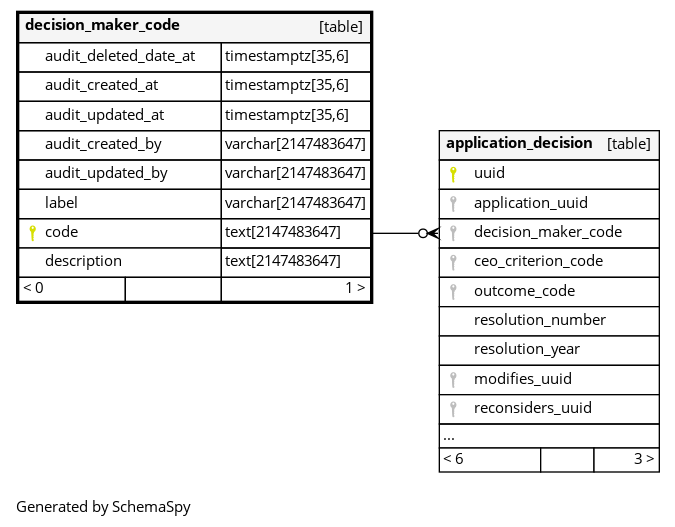 decision_maker_code [table]
audit_deleted_date_at timestamptz[35,6]
audit_created_at timestamptz[35,6]
audit_updated_at timestamptz[35,6]
audit_created_by varchar[2147483647]
audit_updated_by varchar[2147483647]
label varchar[2147483647]
code text[2147483647]
description text[2147483647]
< 0 1 >
application_decision [table]
uuid
application_uuid
decision_maker_code
ceo_criterion_code
outcome_code
resolution_number
resolution_year
modifies_uuid
reconsiders_uuid
...
< 6 3 >
Generated by SchemaSpy